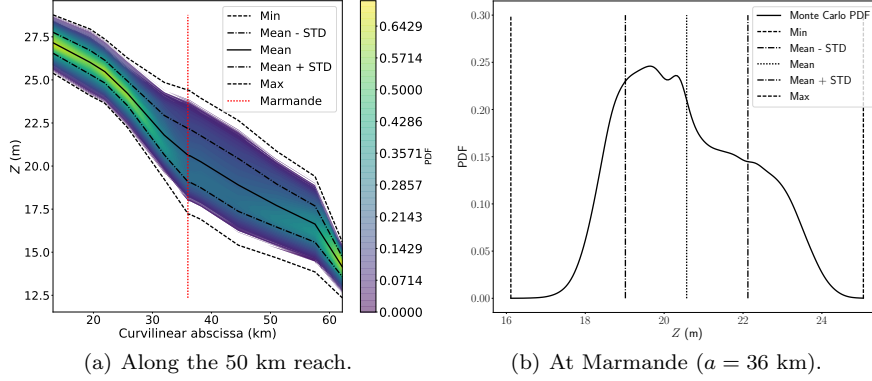 27.5
25.0
22.5
20.0
17.5
15.0
12.5
Z (m)
20 30 40 50 60
Curvilinear abscissa (km)
Min
Mean - STD
Mean
Mean + STD
Max
Marmande
0.6429
0.5714
0.5000
0.4286
0.3571
0.2857
0.2143
0.1429
0.0714
0.0000
PDF
(a) Along the 50 km reach.
0.30
0.25
0.20
0.15
0.10
0.05
0.00
PDF
16 18 20 22 24
Z (m)
Monte Carlo PDF
Min
Mean - STD
Mean
Mean + STD
Max
(b) At Marmande (a = 36 km).